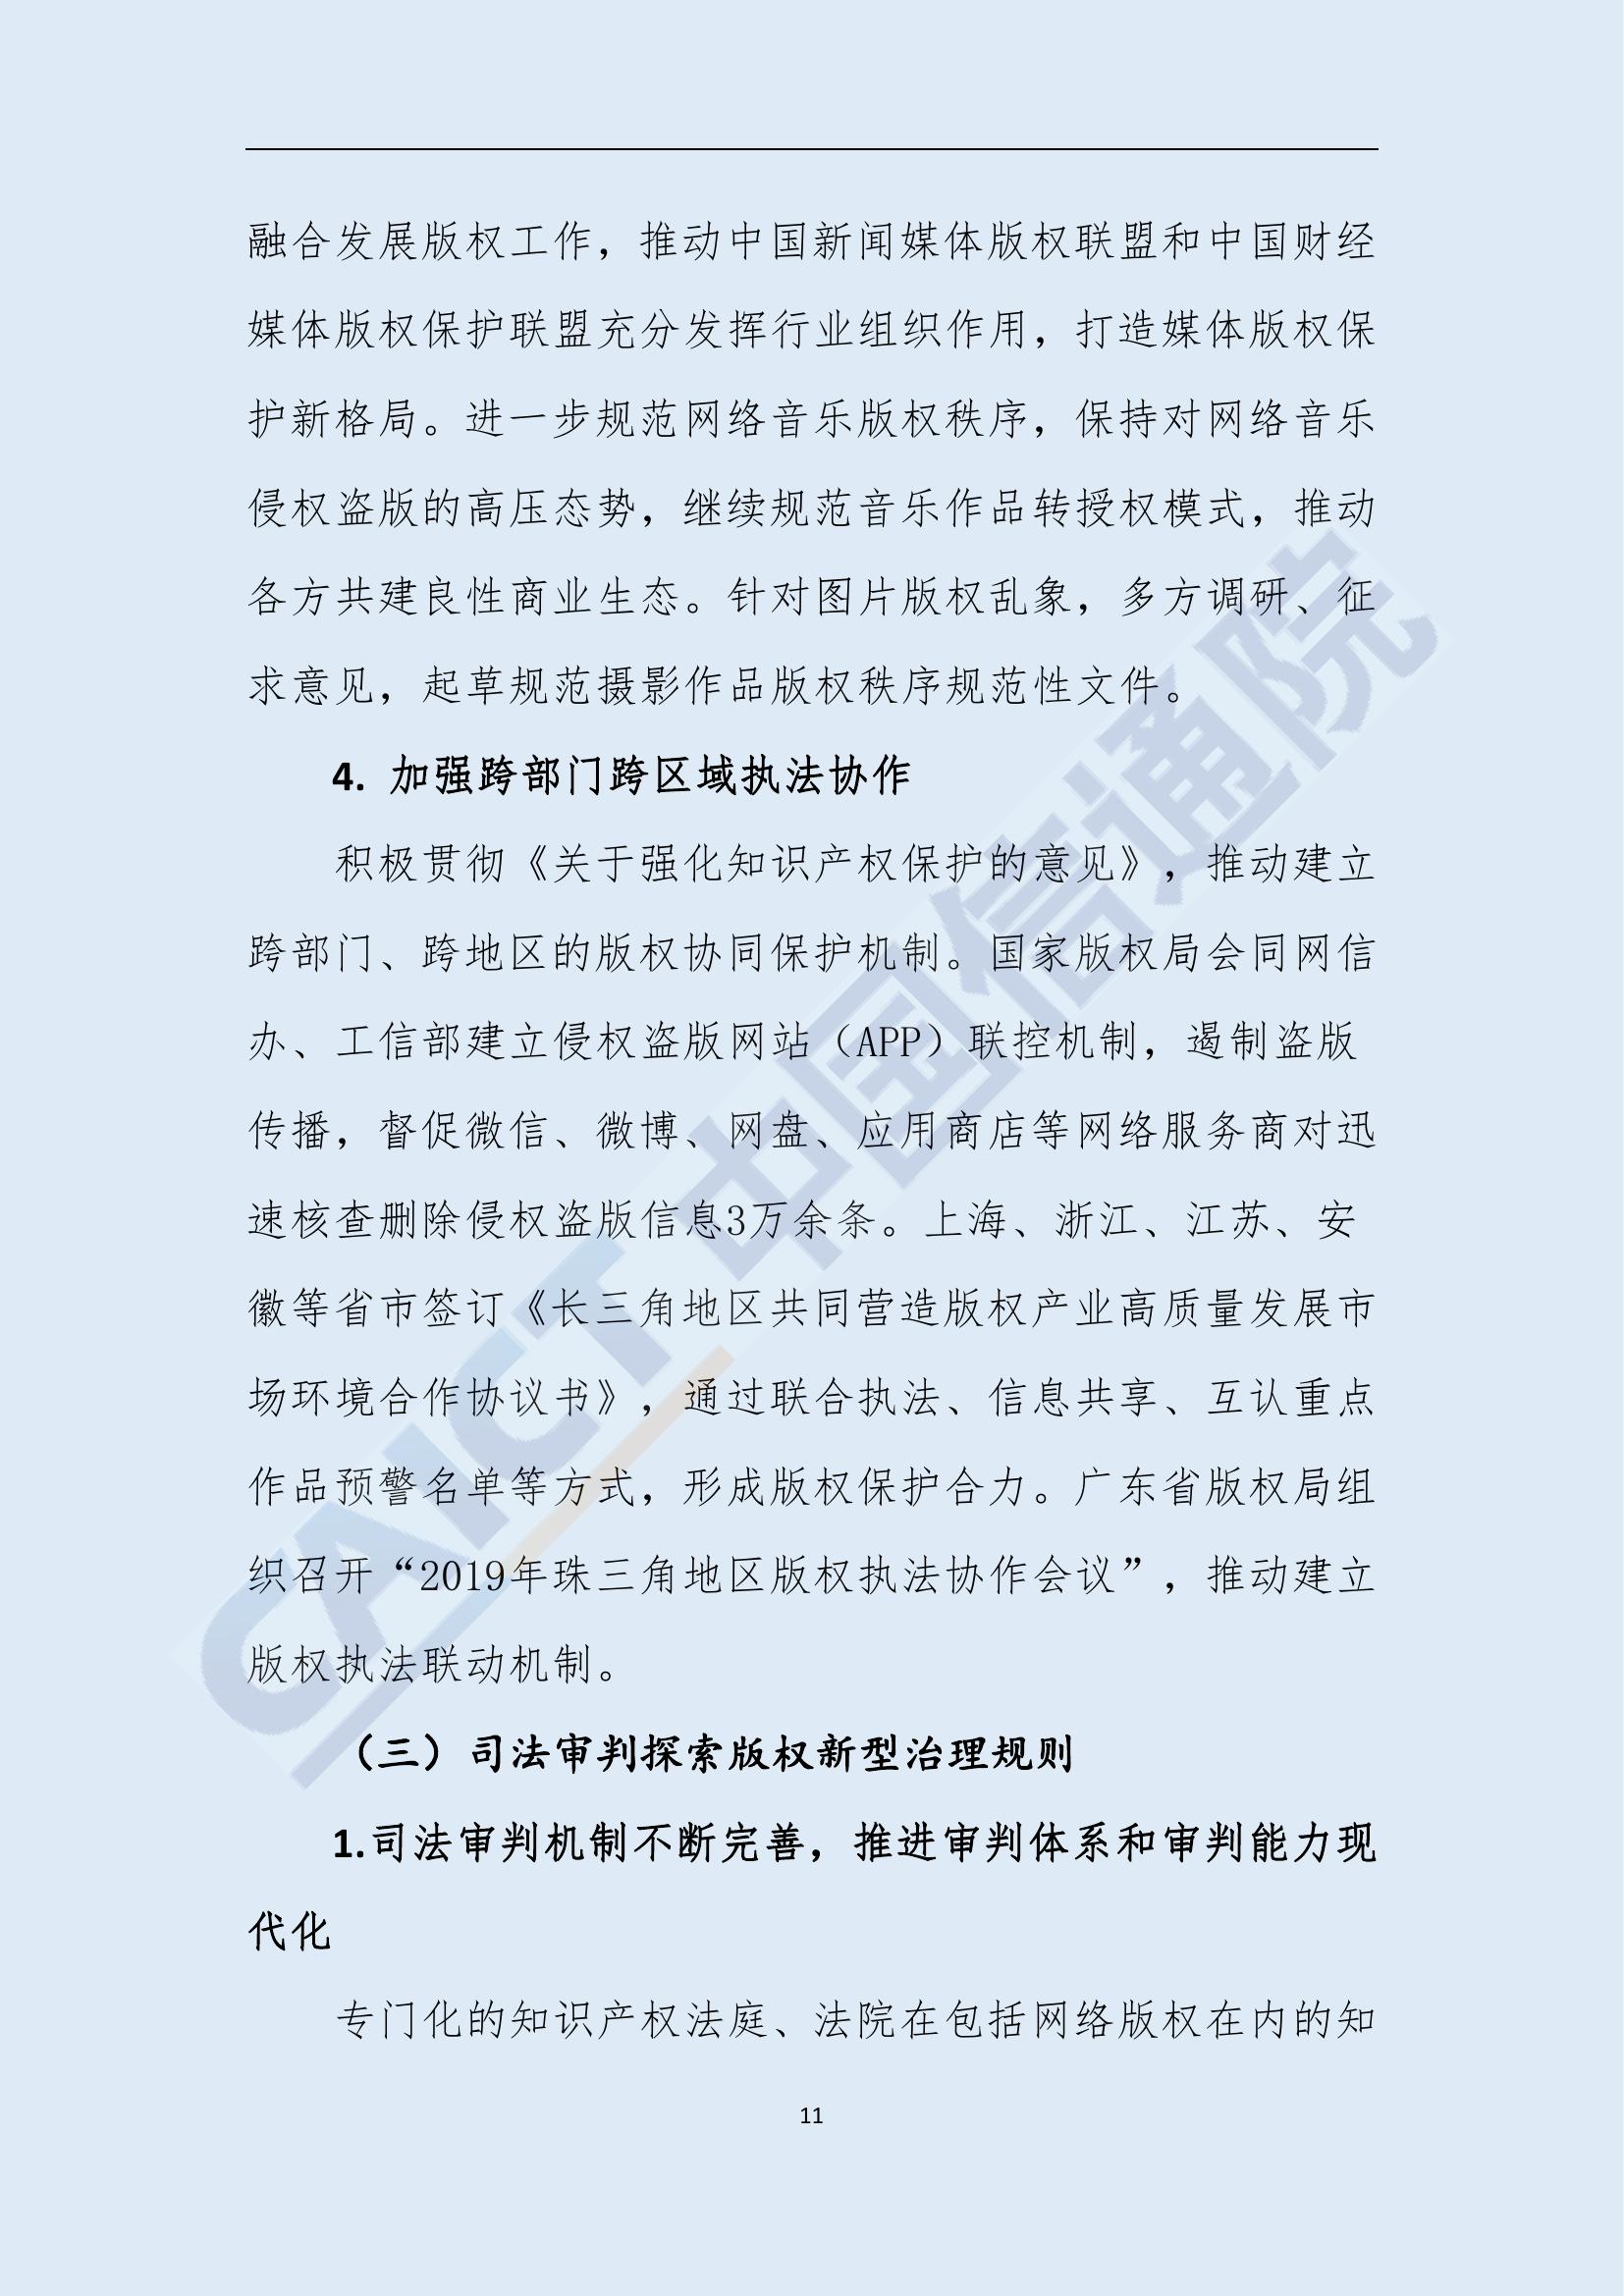 融合发展版权工作，推动中国新闻媒体版权联盟和中国财经
媒体版权保护联盟充分发挥行业组织作用，打造媒体版权保
护新格局。进一步规范网络音乐版权秩序，保持对网络音乐
侵权盗版的高压态势，继续规范音乐作品转授权模式，推动
各方共建良性商业生态。针对图片版权乱象，多方调研、征
求意见，起草规范摄影作品版权秩序规范性文件。
4. 加强跨部门跨区域执法协作
积极贯彻《关于强化知识产权保护的意见》，推动建立
跨部门、跨地区的版权协同保护机制。国家版权局会同网信
办、工信部建立侵权盗版网站（APP）联控机制，遏制盗版
传播，督促微信、微博、网盘、应用商店等网络服务商对迅
速核查删除侵权盗版信息3万余条。上海、浙江、江苏、安
徽等省市签订《长三角地区共同营造版权产业高质量发展市
场环境合作协议书》，通过联合执法、信息共享、互认重点
作品预警名单等方式，形成版权保护合力。广东省版权局组
织召开“2019年珠三角地区版权执法协作会议”，推动建立
版权执法联动机制。
（三）司法审判探索版权新型治理规则
1.司法审判机制不断完善，推进审判体系和审判能力现
代化
专门化的知识产权法庭、法院在包括网络版权在内的知
11
CAICT 中国信通院